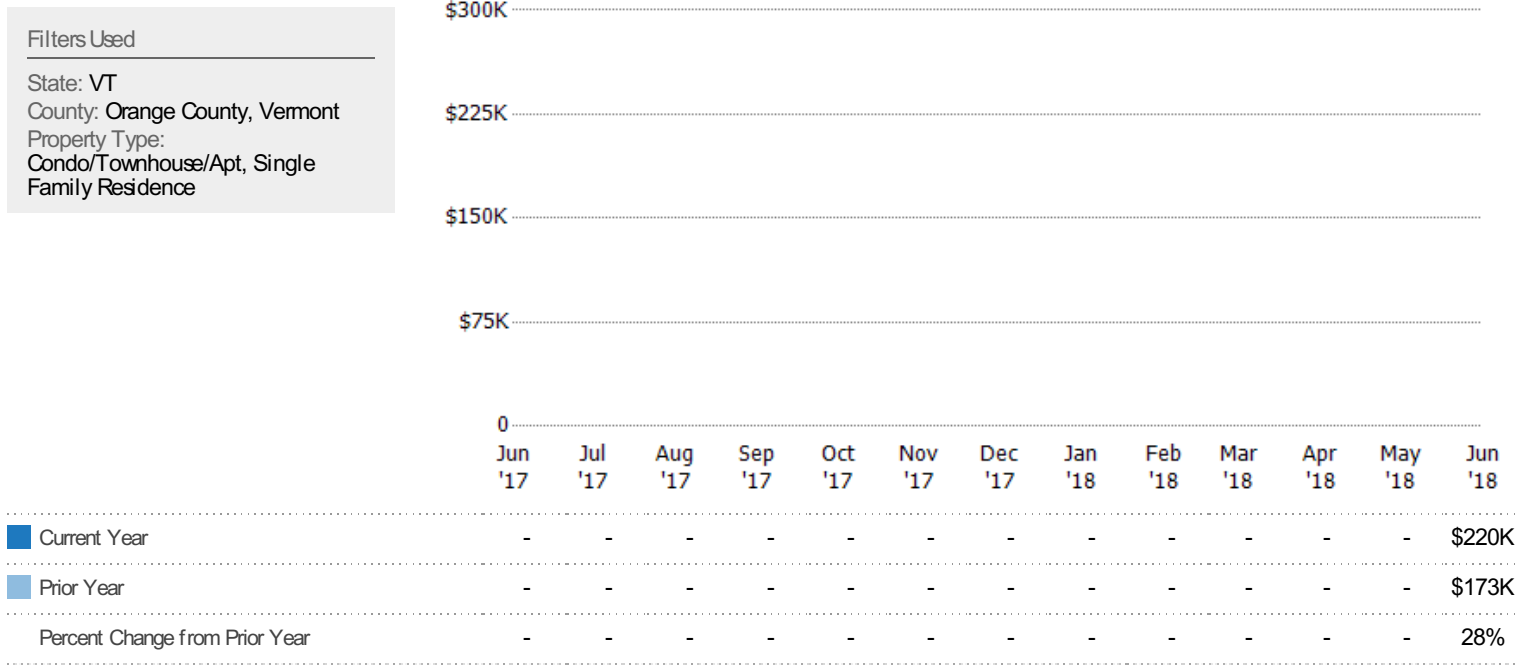 Filters Used
State: VT
County: Orange County, Vermont
Property Type:
Condo/Townhouse/Apt, Single
Family Residence
$300K
$225K
$150K
$75K
0
Jun Jul Aug Sep Oct Nov Dec Jan Feb Mar Apr May Jun
'17 '17 '17 '17 '17 '17 '17 '18 '18 '18 '18 '18 '18
Current Year - - - - - - - - - - - - $220K
Prior Year - - - - - - - - - - - - $173K
Percent Change from Prior Year - - - - - - - - - - - - 28%